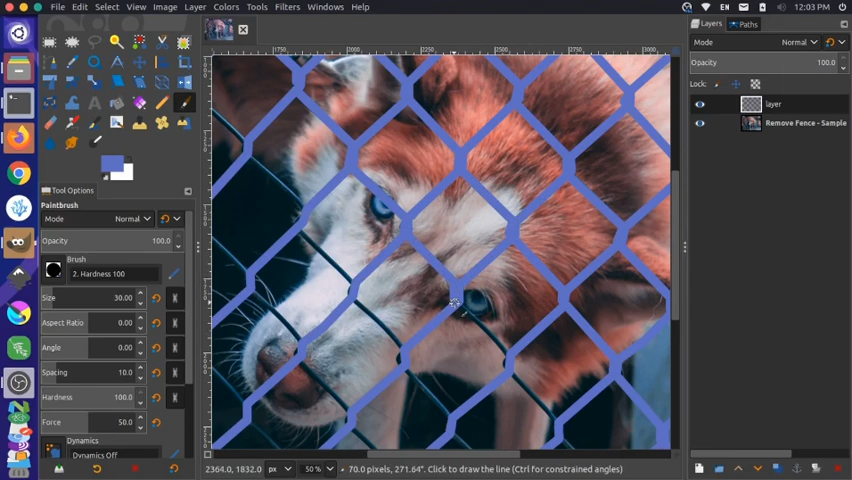 File Edit Select View Image Layer Colors Tools Filters Windows Help
EN
12:03 PM
Layers Paths
Mode Normal
Opacity 100.0
Lock:
layer
Remove Fence - Sample
Tool Options
Paintbrush
Mode Normal
Opacity 100.0
Brush
2. Hardness 100
Size 30.00
Aspect Ratio 0.00
Angle 0.00
Spacing 10.0
Hardness 100.0
Force 50.0
Dynamics
Dynamics Off
1750 2000 2250 2500 2750 3000
2364.0, 1832.0 px 50 % 70.0 pixels, 271.64°. Click to draw the line (Ctrl for constrained angles)